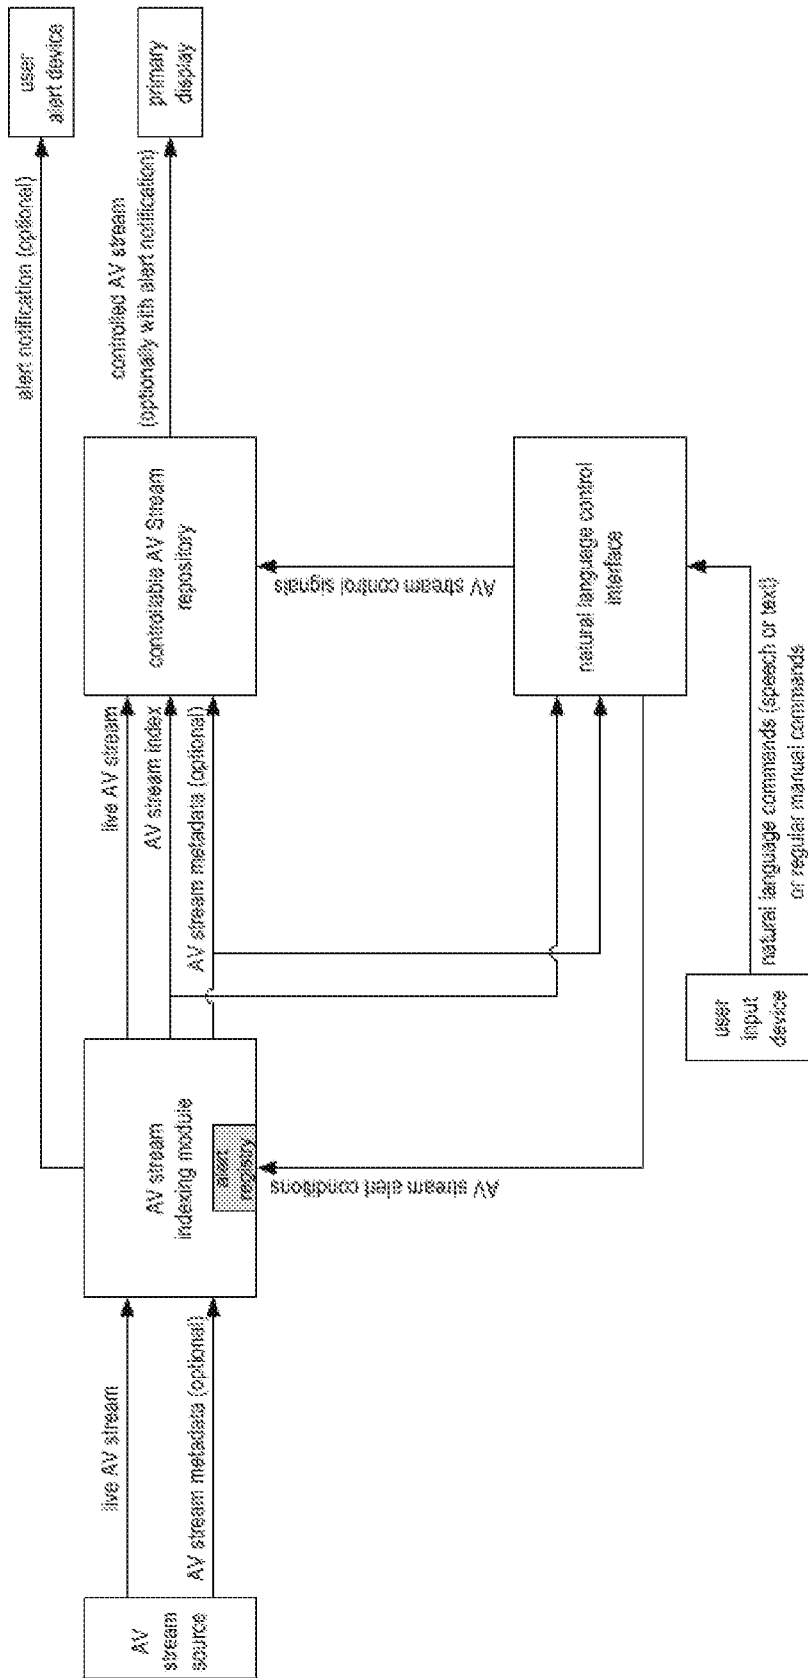 AV
stream
source
live AV stream
AV stream metadata (optional)
AV stream
indexing module
alert
registry
alert notification (optional)
user
alert device
live AV stream
AV stream index
AV stream metadata (optional)
controllable AV Stream
repository
controlled AV stream
(optionally with alert notification)
primary
display
AV stream alert conditions
AV stream control signals
natural language control
interface
user
input
device
natural language commands (speech or text)
or regular manual commands